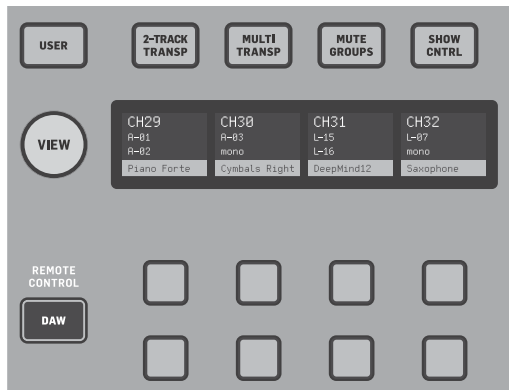 USER
2-TRACK
TRANSP
MULTI
TRANSP
MUTE
GROUPS
SHOW
CNTRL
VIEW
CH29
A-01
A-02
Piano Forte
CH30
A-03
mono
Cymbals Right
CH31
L-15
L-16
DeepMind12
CH32
L-07
mono
Saxophone
REMOTE
CONTROL
DAW